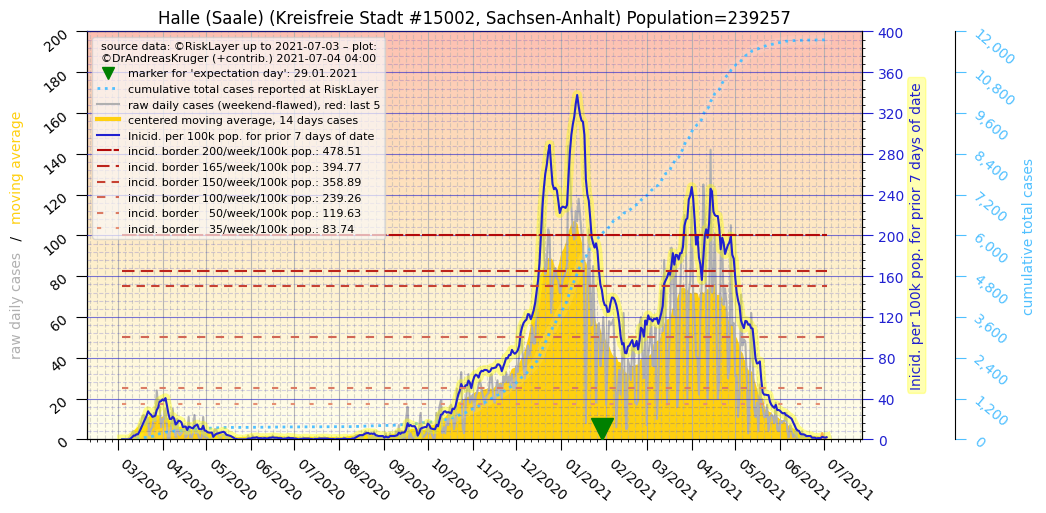 Halle (Saale) (Kreisfreie Stadt #15002, Sachsen-Anhalt) Population=239257
source data: ©RiskLayer up to 2021-07-03 – plot:
©DrAndreasKruger (+contrib.) 2021-07-04 04:00
marker for 'expectation day': 29.01.2021
cumulative total cases reported at RiskLayer
raw daily cases (weekend-flawed), red: last 5
centered moving average, 14 days cases
Inicid. per 100k pop. for prior 7 days of date
incid. border 200/week/100k pop.: 478.51
incid. border 165/week/100k pop.: 394.77
incid. border 150/week/100k pop.: 358.89
incid. border 100/week/100k pop.: 239.26
incid. border 50/week/100k pop.: 119.63
incid. border 35/week/100k pop.: 83.74
raw daily cases / moving average
200
180
160
140
120
100
80
60
40
20
0
03/2020
04/2020
05/2020
06/2020
07/2020
08/2020
09/2020
10/2020
11/2020
12/2020
01/2021
02/2021
03/2021
04/2021
05/2021
06/2021
07/2021
400
360
320
280
240
200
160
120
80
40
0
Inicid. per 100k pop. for prior 7 days of date
12,000
10,800
9,600
8,400
7,200
6,000
4,800
3,600
2,400
1,200
0
cumulative total cases